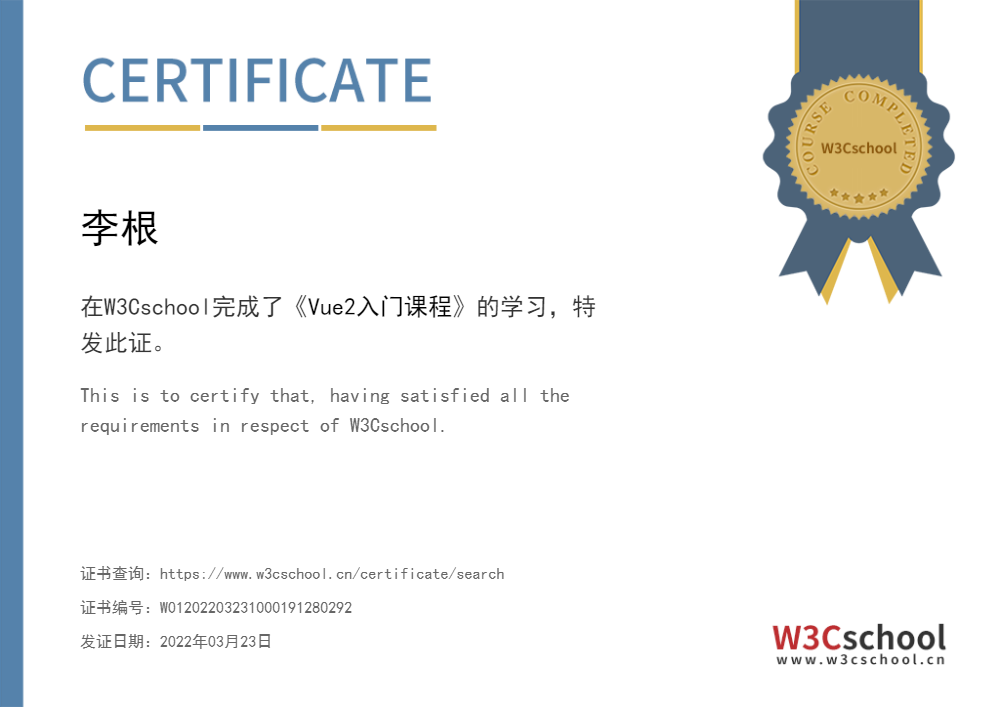 CERTIFICATE
COURSE COMPLETED
W3Cschool
李根
在W3Cschool完成了《Vue2入门课程》的学习，特
发此证。
This is to certify that, having satisfied all the
requirements in respect of W3Cschool.
证书查询：https://www.w3cschool.cn/certificate/search
证书编号：W01202203231000191280292
发证日期：2022年03月23日
W3Cschool
www.w3cschool.cn